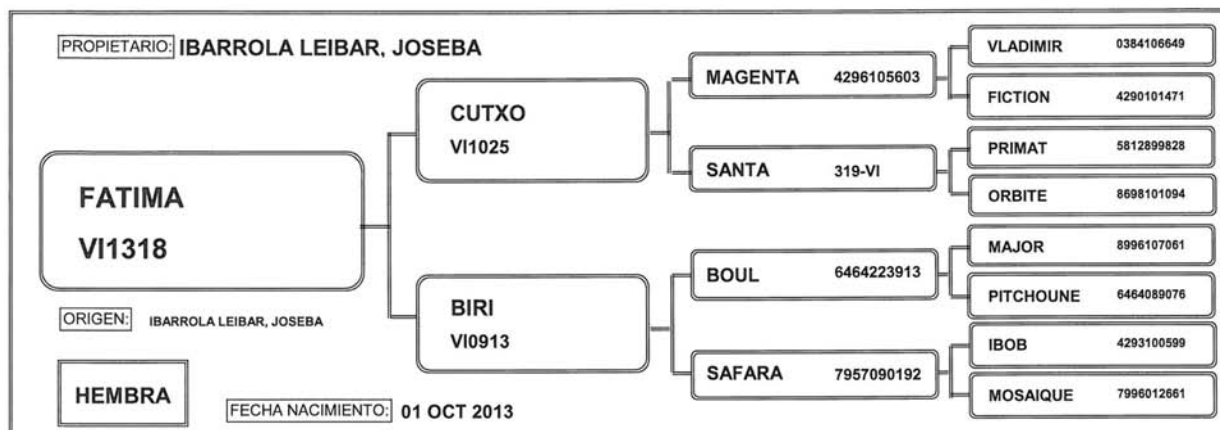 PROPIETARIO: IBARROLA LEIBAR, JOSEBA
FATIMA
VI1318
ORIGEN: IBARROLA LEIBAR, JOSEBA
HEMBRA
FECHA NACIMIENTO: 01 OCT 2013
CUTXO
VI1025
BIRI
VI0913
MAGENTA 4296105603
SANTA 319-VI
BOUL 6464223913
SAFARA 7957090192
VLADIMIR 0384106649
FICTION 4290101471
PRIMAT 5812899828
ORBITE 8698101094
MAJOR 8996107061
PITCHOUNE 6464089076
IBOB 4293100599
MOSAIQUE 7996012661